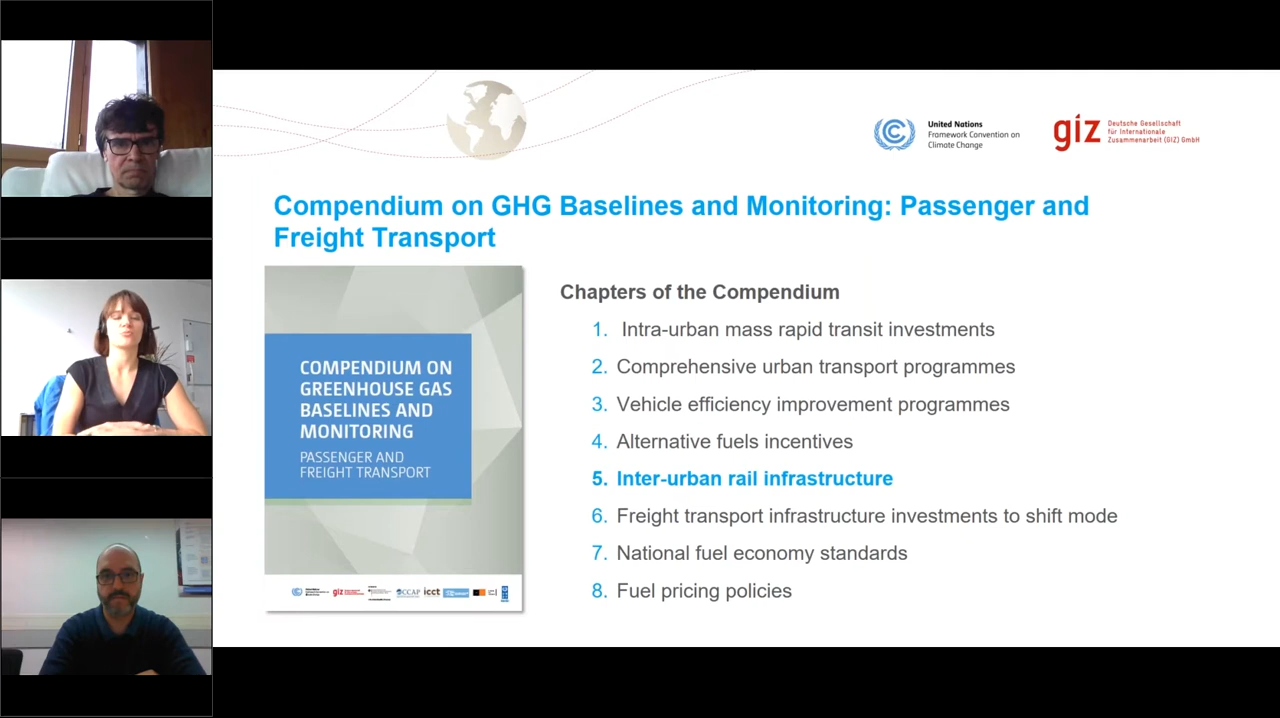 United Nations
Framework Convention on
Climate Change
giz
Deutsche Gesellschaft
für Internationale
Zusammenarbeit (GIZ) GmbH
Compendium on GHG Baselines and Monitoring: Passenger and
Freight Transport
COMPENDIUM ON
GREENHOUSE GAS
BASELINES AND
MONITORING
PASSENGER AND
FREIGHT TRANSPORT
giz
CCAP
icct
Chapters of the Compendium
1. Intra-urban mass rapid transit investments
2. Comprehensive urban transport programmes
3. Vehicle efficiency improvement programmes
4. Alternative fuels incentives
5. Inter-urban rail infrastructure
6. Freight transport infrastructure investments to shift mode
7. National fuel economy standards
8. Fuel pricing policies